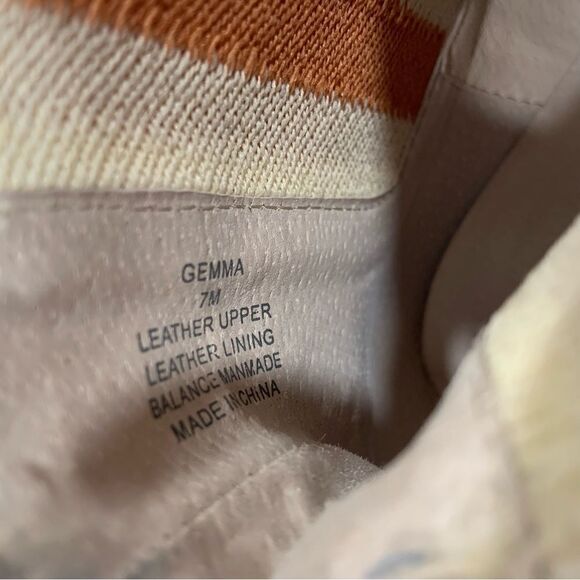 GEMMA
7M
LEATHER UPPER
LEATHER LINING
BALANCE MANMADE
MADE IN CHINA